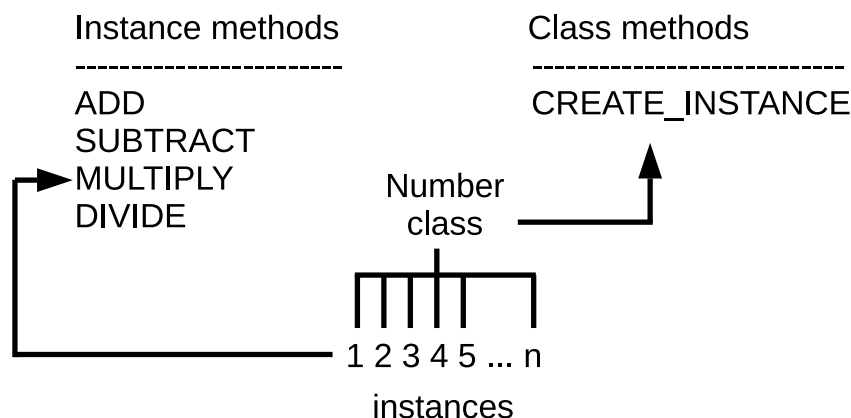 Instance methods
--------------------------
ADD
SUBTRACT
MULTIPLY
DIVIDE
Class methods
------------------------------
CREATE_INSTANCE
Number
class
1 2 3 4 5 ... n
instances